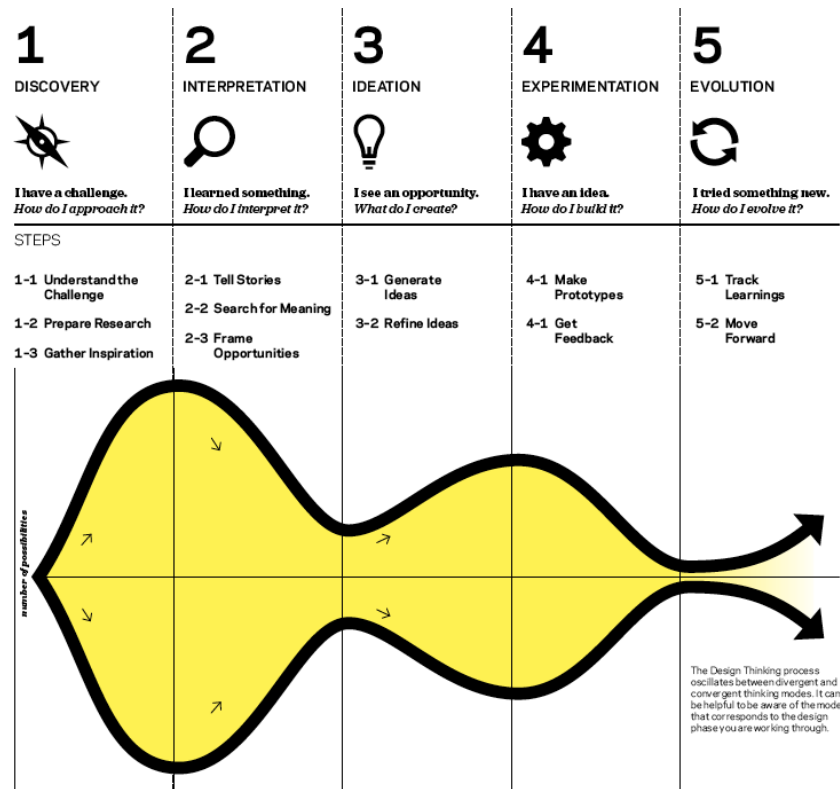 1
DISCOVERY
I have a challenge.
How do I approach it?
2
INTERPRETATION
I learned something.
How do I interpret it?
3
IDEATION
I see an opportunity.
What do I create?
4
EXPERIMENTATION
I have an idea.
How do I build it?
5
EVOLUTION
I tried something new.
How do I evolve it?
STEPS
1-1 Understand the
Challenge
1-2 Prepare Research
1-3 Gather Inspiration
2-1 Tell Stories
2-2 Search for Meaning
2-3 Frame
Opportunities
3-1 Generate
Ideas
3-2 Refine Ideas
4-1 Make
Prototypes
4-1 Get
Feedback
5-1 Track
Learnings
5-2 Move
Forward
number of possibilities
The Design Thinking process
oscillates between divergent and
convergent thinking modes. It can
be helpful to be aware of the mode
that corresponds to the design
phase you are working through.